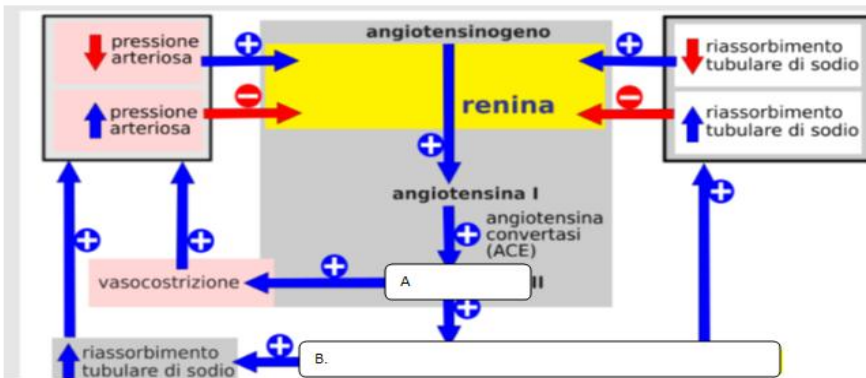 angiotensinogeno
pressione
arteriosa
pressione
arteriosa
renina
riassorbimento
tubulare di sodio
riassorbimento
tubulare di sodio
angiotensina I
angiotensina
convertasi
(ACE)
vasocostrizione
A
II
riassorbimento
tubulare di sodio
B.